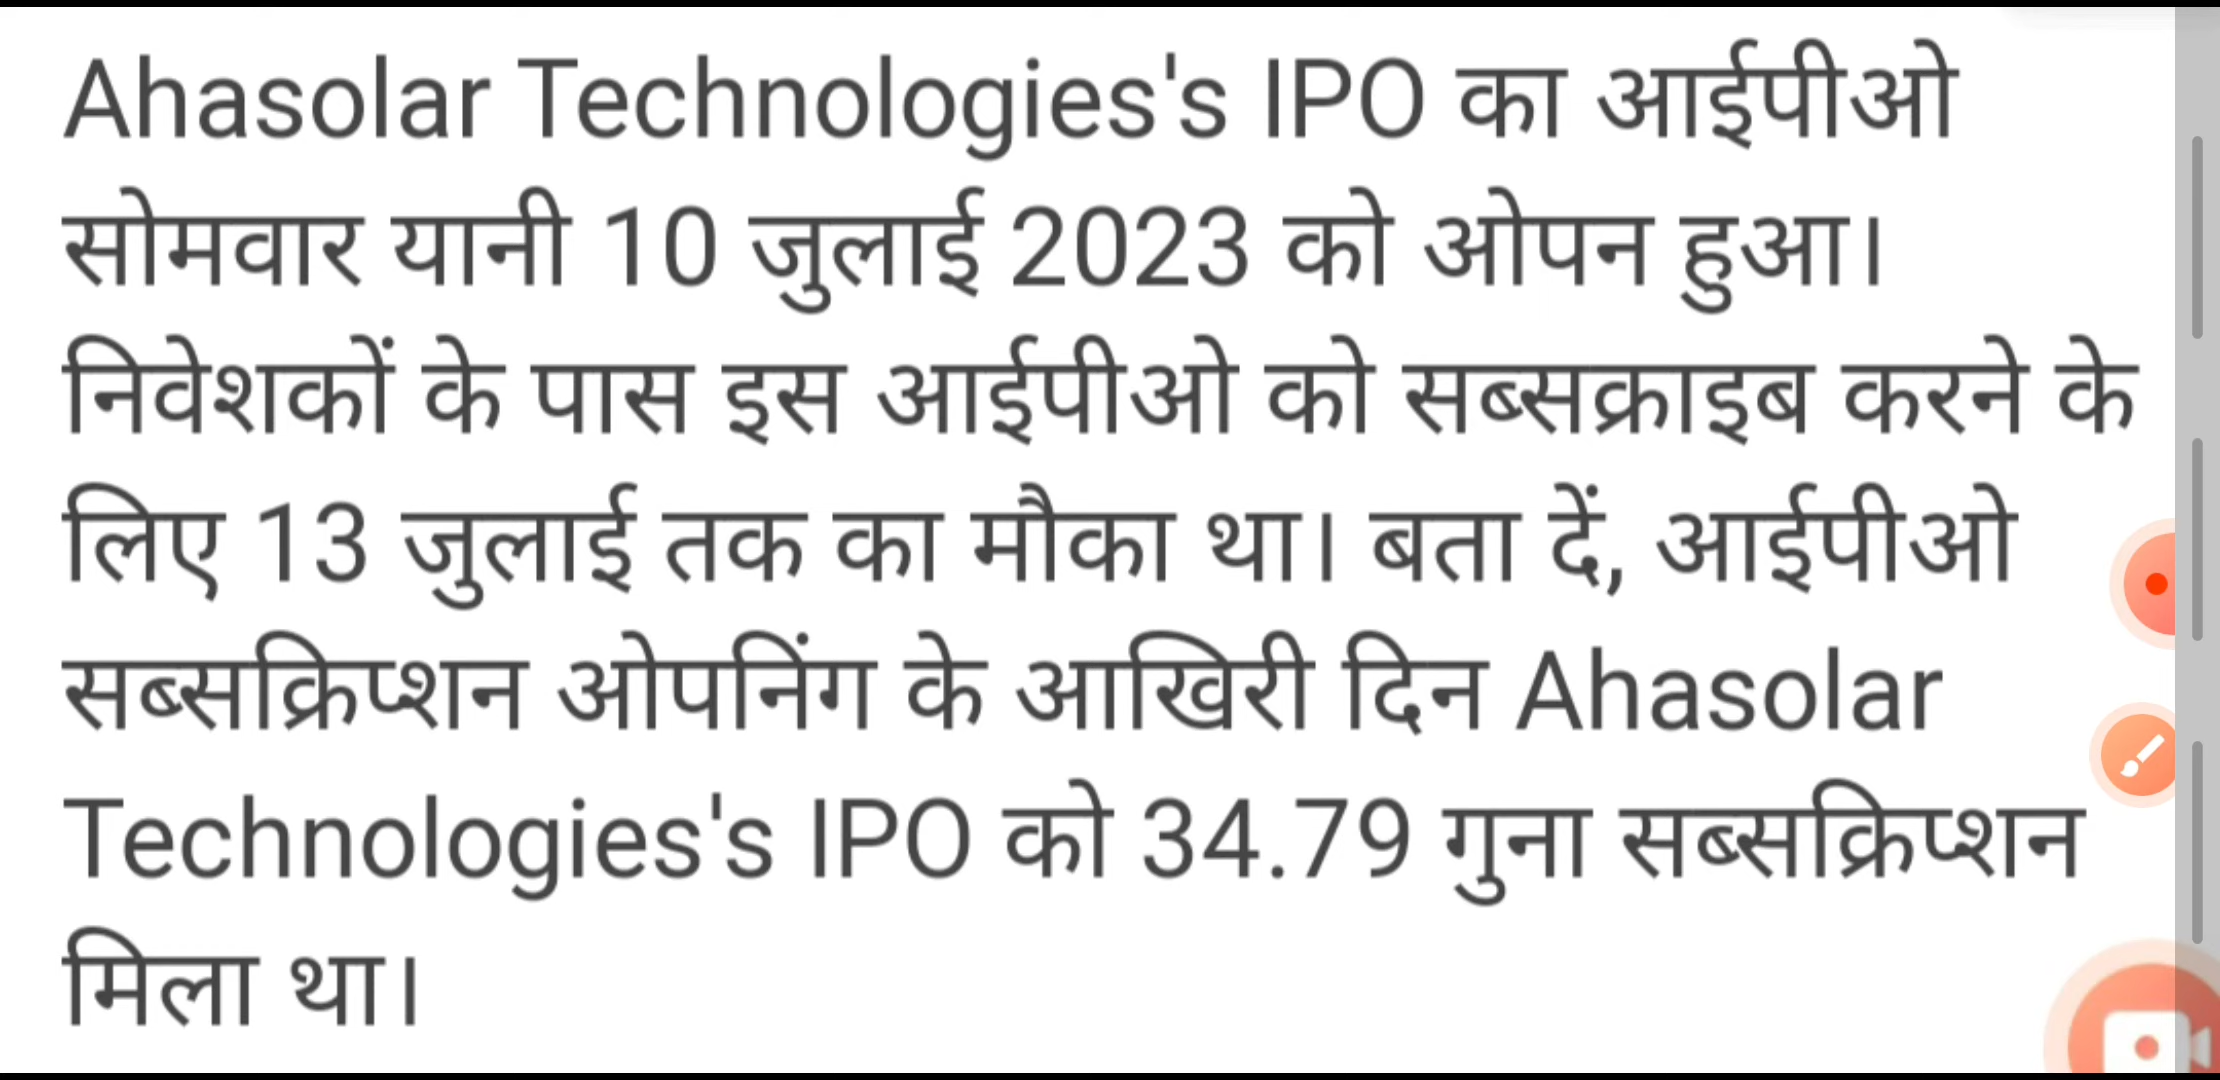 Ahasolar Technologies's IPO का आईपीओ
सोमवार यानी 10 जुलाई 2023 को ओपन हुआ।
निवेशकों के पास इस आईपीओ को सब्सक्राइब करने के
लिए 13 जुलाई तक का मौका था। बता दें, आईपीओ
सब्सक्रिप्शन ओपनिंग के आखिरी दिन Ahasolar
Technologies's IPO को 34.79 गुना सब्सक्रिप्शन
मिला था।